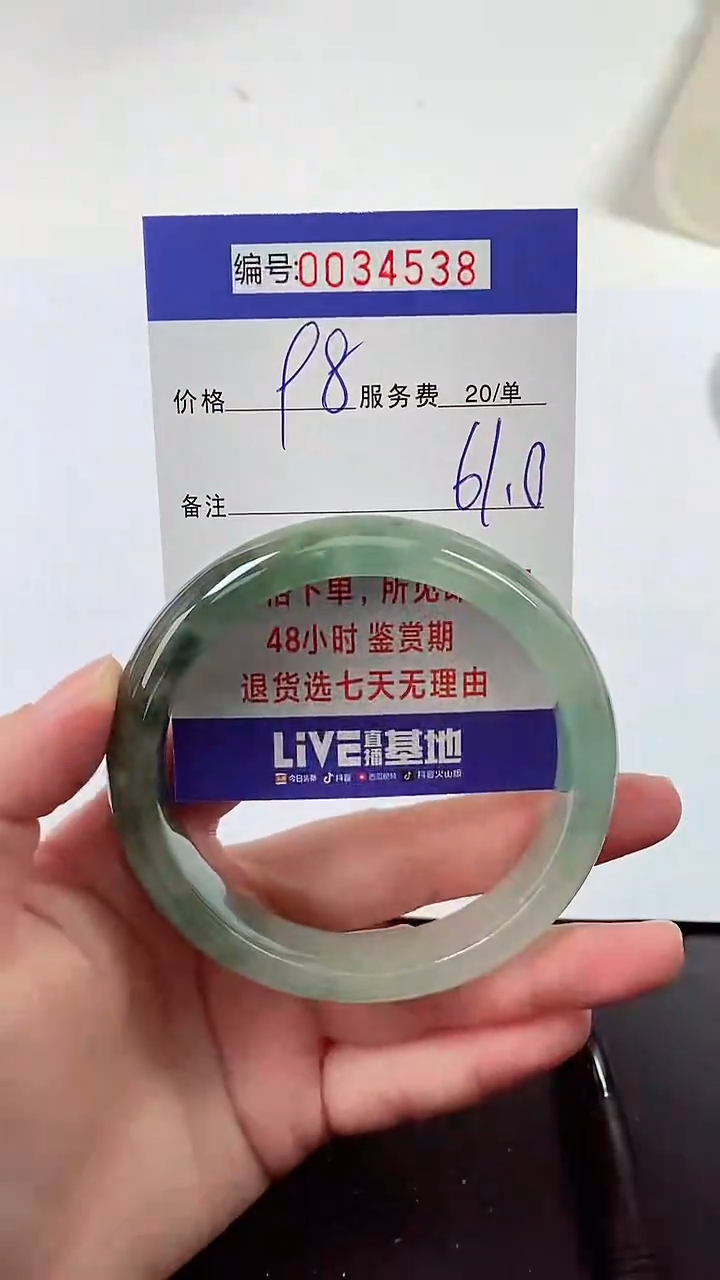 编号:0034538
价格 98 服务费 20/单
备注 61.0
下单,所见
48小时 鉴赏期
退货选七天无理由
LiVE直播基地
今日头条 抖音 西瓜视频 抖音火山版